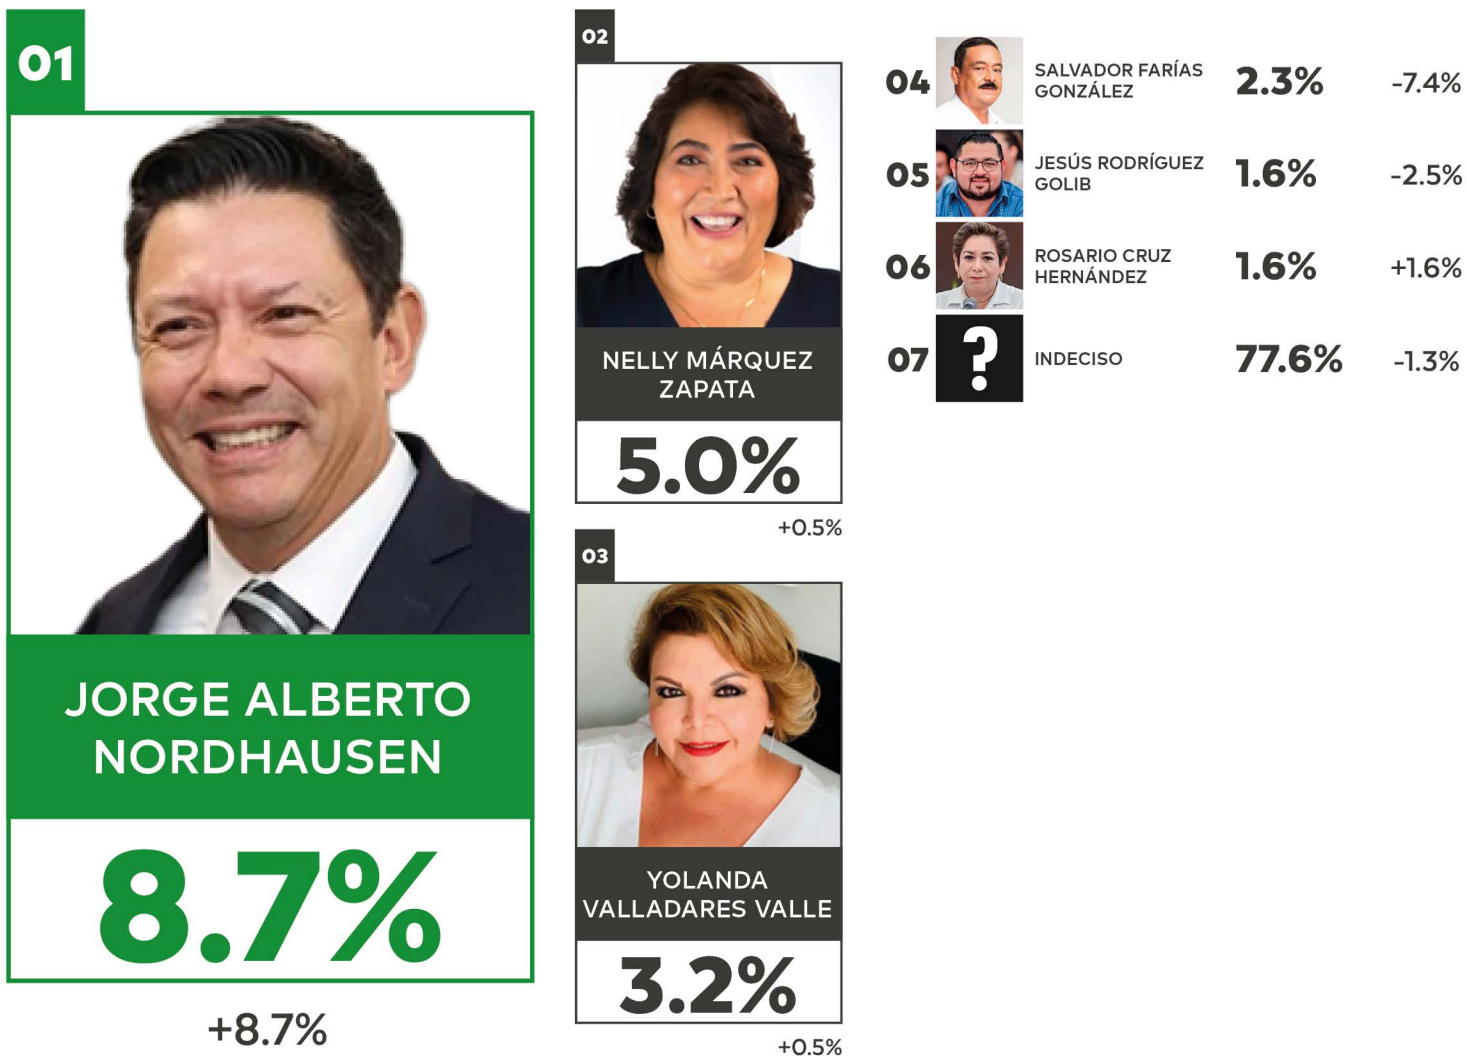 01
JORGE ALBERTO
NORDHAUSEN
8.7%
+8.7%
02
NELLY MÁRQUEZ
ZAPATA
5.0%
+0.5%
03
YOLANDA
VALLADARES VALLE
3.2%
+0.5%
04
SALVADOR FARÍAS
GONZÁLEZ
2.3%
-7.4%
05
JESÚS RODRÍGUEZ
GOLIB
1.6%
-2.5%
06
ROSARIO CRUZ
HERNÁNDEZ
1.6%
+1.6%
07
?
INDECISO
77.6%
-1.3%